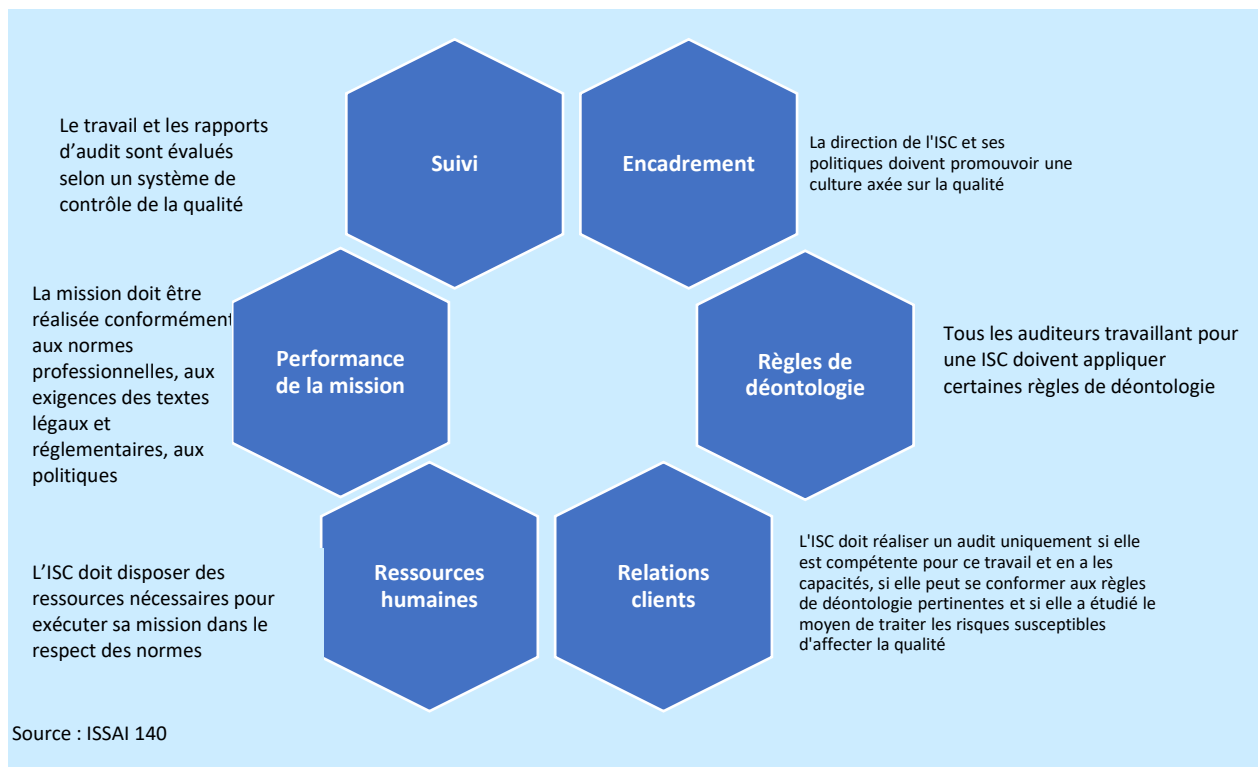 Le travail et les rapports
d’audit sont évalués
selon un système de
contrôle de la qualité
Suivi
Encadrement
La direction de l'ISC et ses
politiques doivent promouvoir une
culture axée sur la qualité
La mission doit être
réalisée conformément
aux normes
professionnelles, aux
exigences des textes
légaux et
réglementaires, aux
politiques
Performance
de la mission
Règles de
déontologie
Tous les auditeurs travaillant pour
une ISC doivent appliquer
certaines règles de déontologie
L’ISC doit disposer des
ressources nécessaires pour
exécuter sa mission dans le
respect des normes
Ressources
humaines
Relations
clients
L'ISC doit réaliser un audit uniquement si elle
est compétente pour ce travail et en a les
capacités, si elle peut se conformer aux règles
de déontologie pertinentes et si elle a étudié le
moyen de traiter les risques susceptibles
d'affecter la qualité
Source : ISSAI 140